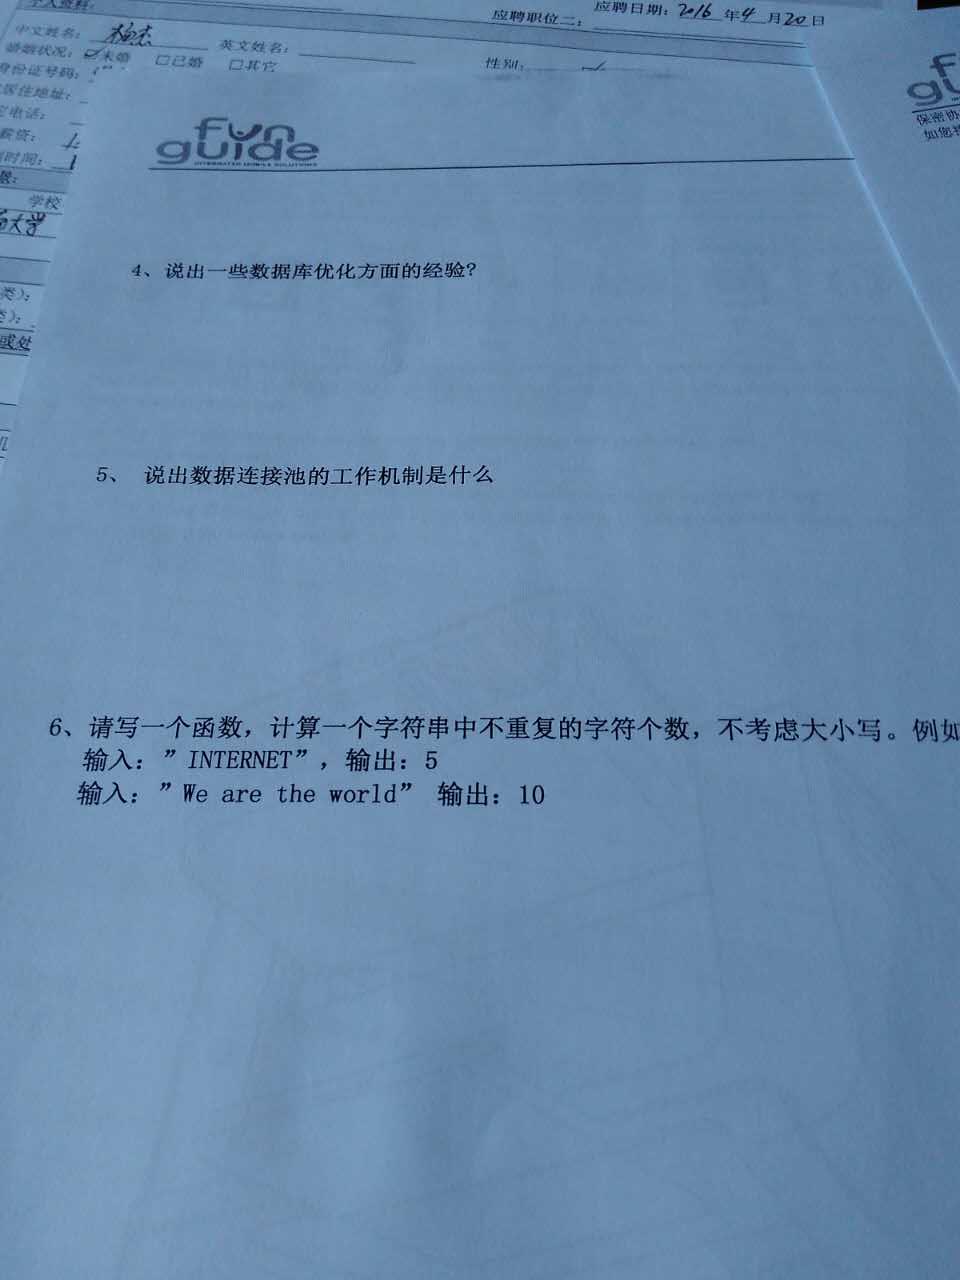 个人资料:
应聘职位二:
应聘日期: 2016 年 4 月 20 日
中文姓名:
英文姓名:
婚姻状况: 未婚 □已婚 □其它
性别:
身份证号码:
居住地址:
电话:
薪资:
时间:
学校
大学
类):
或处
保密协
如您
fun
guide
INTEGRATED MOBILE SOLUTIONS
4、说出一些数据库优化方面的经验?
5、 说出数据连接池的工作机制是什么
6、请写一个函数，计算一个字符串中不重复的字符个数，不考虑大小写。例如
输入：”INTERNET”，输出：5
输入：”We are the world” 输出：10